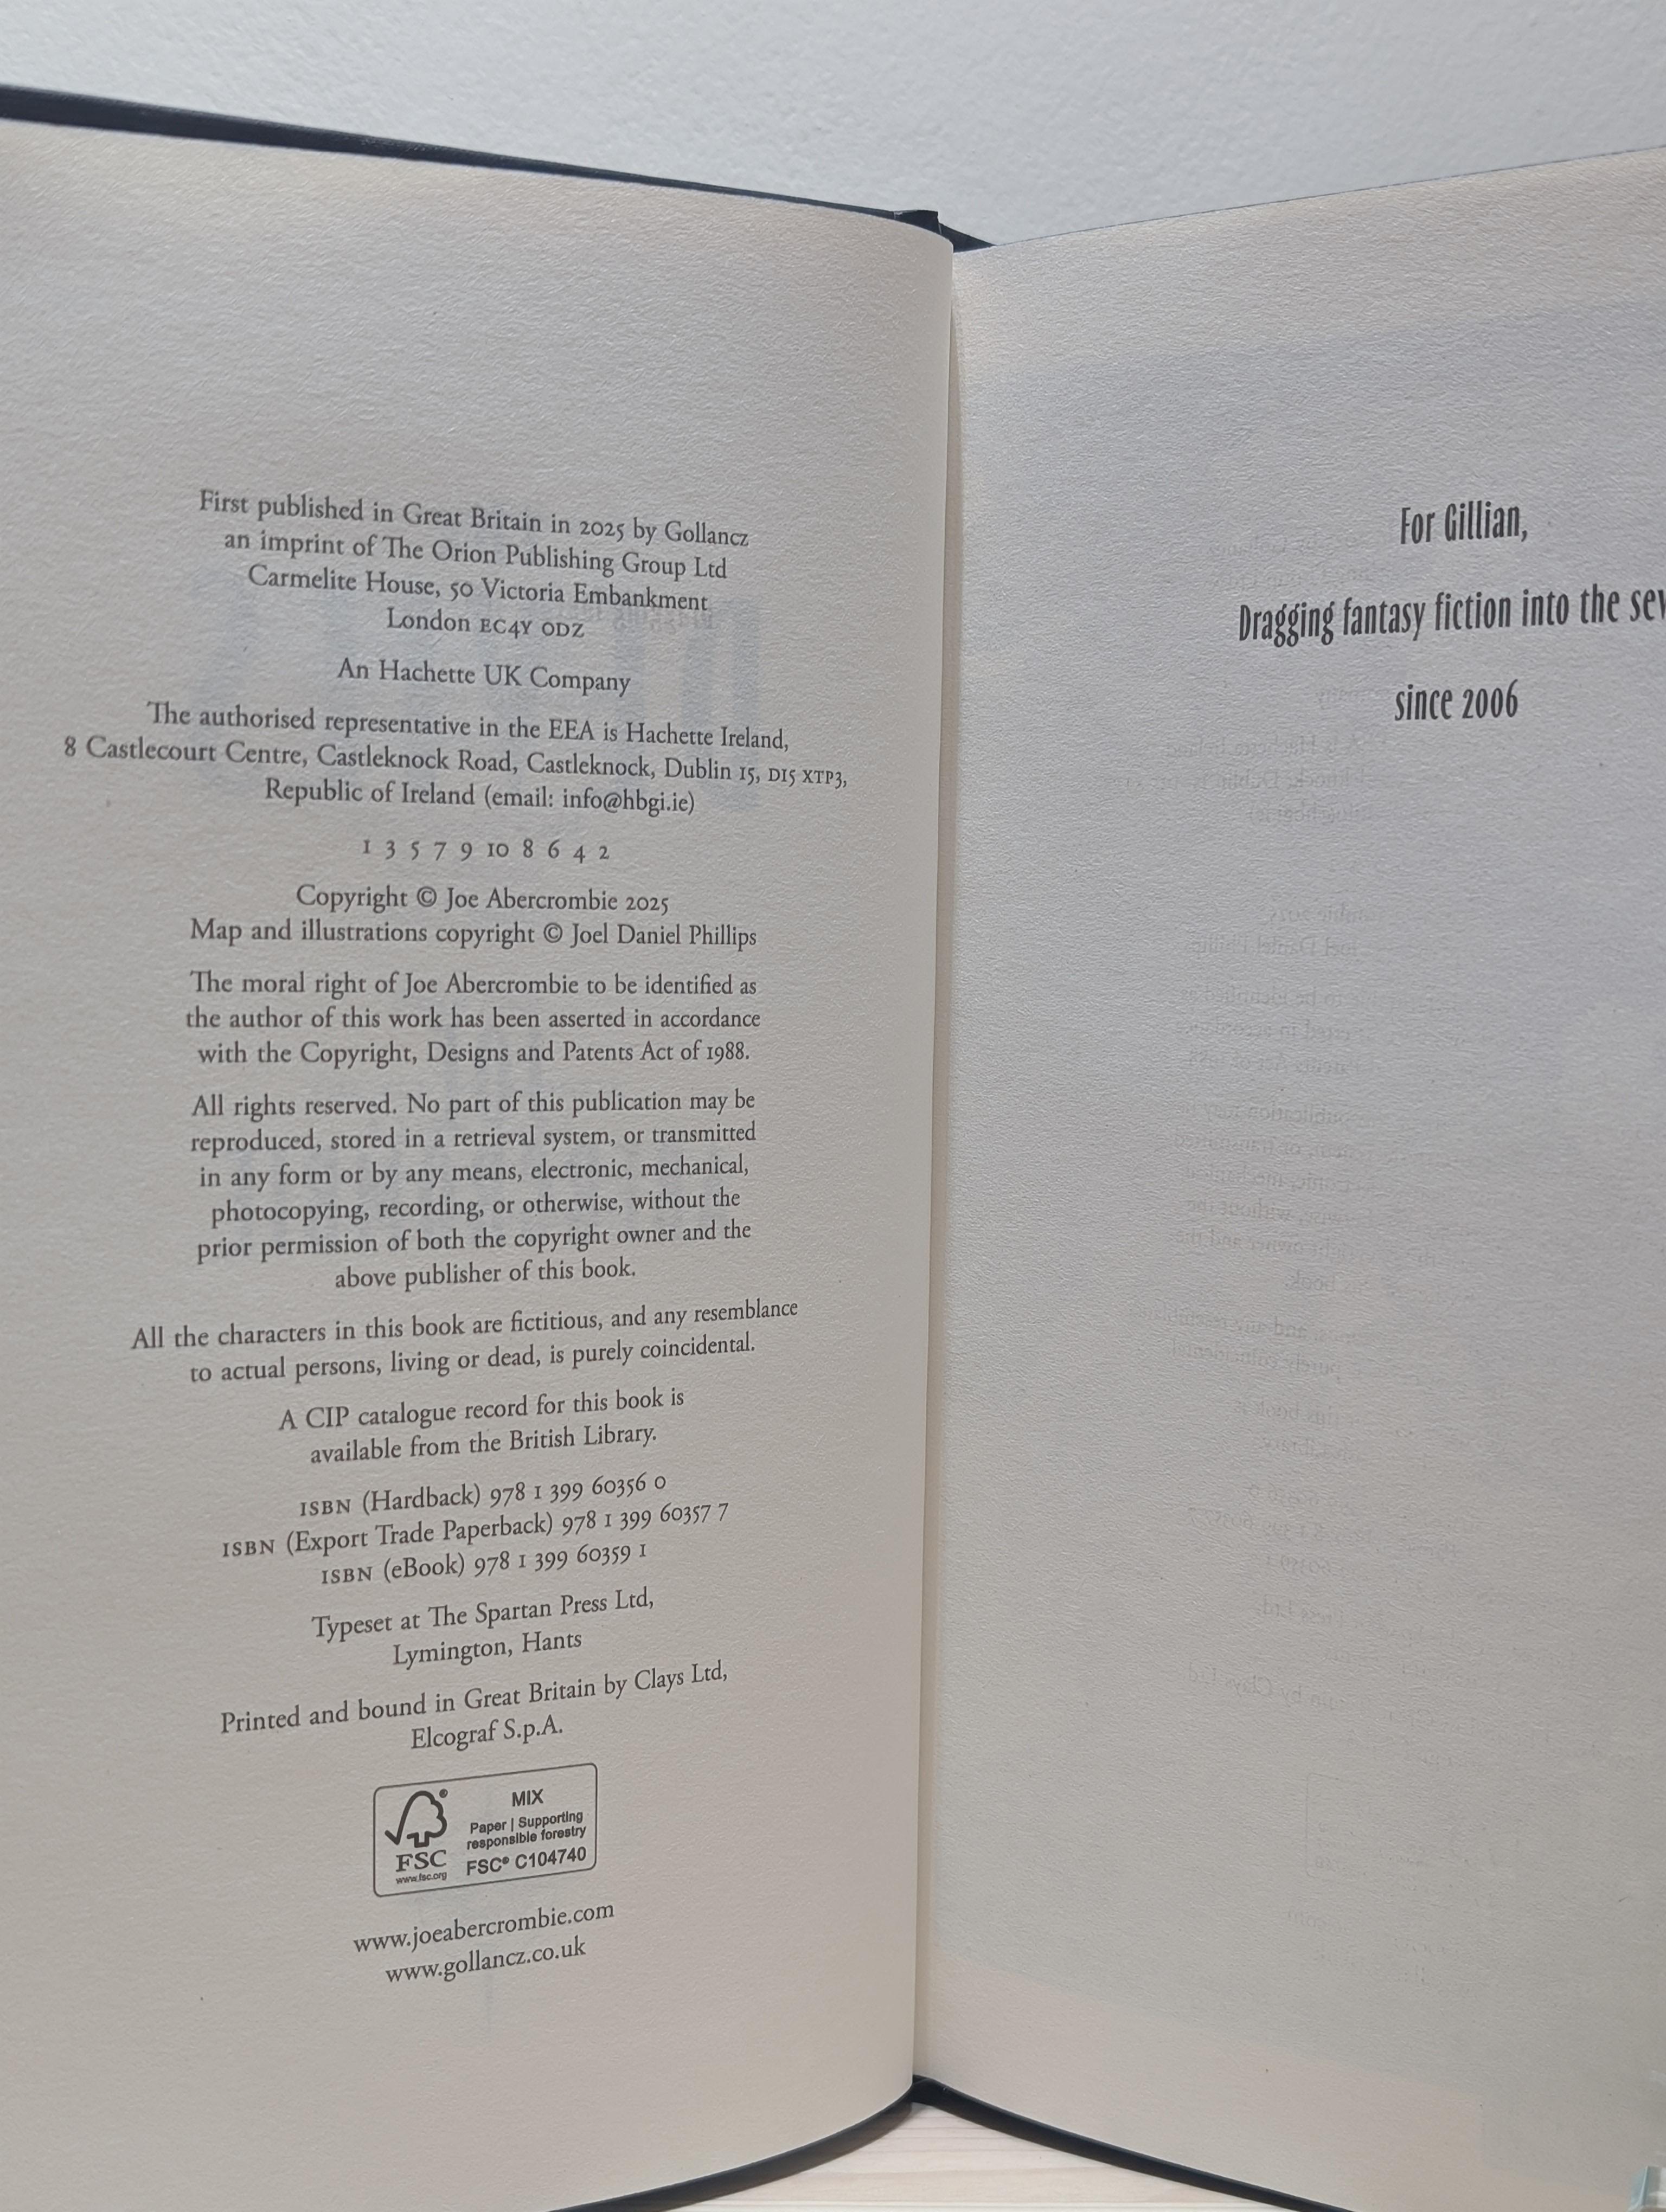 First published in Great Britain in 2025 by Gollancz
an imprint of The Orion Publishing Group Ltd
Carmelite House, 50 Victoria Embankment
London EC4Y 0DZ
An Hachette UK Company
The authorised representative in the EEA is Hachette Ireland,
8 Castlecourt Centre, Castleknock Road, Castleknock, Dublin 15, D15 XTP3,
Republic of Ireland (email: info@hbgi.ie)
1 3 5 7 9 10 8 6 4 2
Copyright © Joe Abercrombie 2025
Map and illustrations copyright © Joel Daniel Phillips
The moral right of Joe Abercrombie to be identified as
the author of this work has been asserted in accordance
with the Copyright, Designs and Patents Act of 1988.
All rights reserved. No part of this publication may be
reproduced, stored in a retrieval system, or transmitted
in any form or by any means, electronic, mechanical,
photocopying, recording, or otherwise, without the
prior permission of both the copyright owner and the
above publisher of this book.
All the characters in this book are fictitious, and any resemblance
to actual persons, living or dead, is purely coincidental.
A CIP catalogue record for this book is
available from the British Library.
ISBN (Hardback) 978 1 399 60356 0
ISBN (Export Trade Paperback) 978 1 399 60357 7
ISBN (eBook) 978 1 399 60359 1
Typeset at The Spartan Press Ltd,
Lymington, Hants
Printed and bound in Great Britain by Clays Ltd,
Elcograf S.p.A.
FSC
www.fsc.org
MIX
Paper | Supporting
responsible forestry
FSC® C104740
www.joeabercrombie.com
www.gollancz.co.uk
For Gillian,
Dragging fantasy fiction into the
since 2006